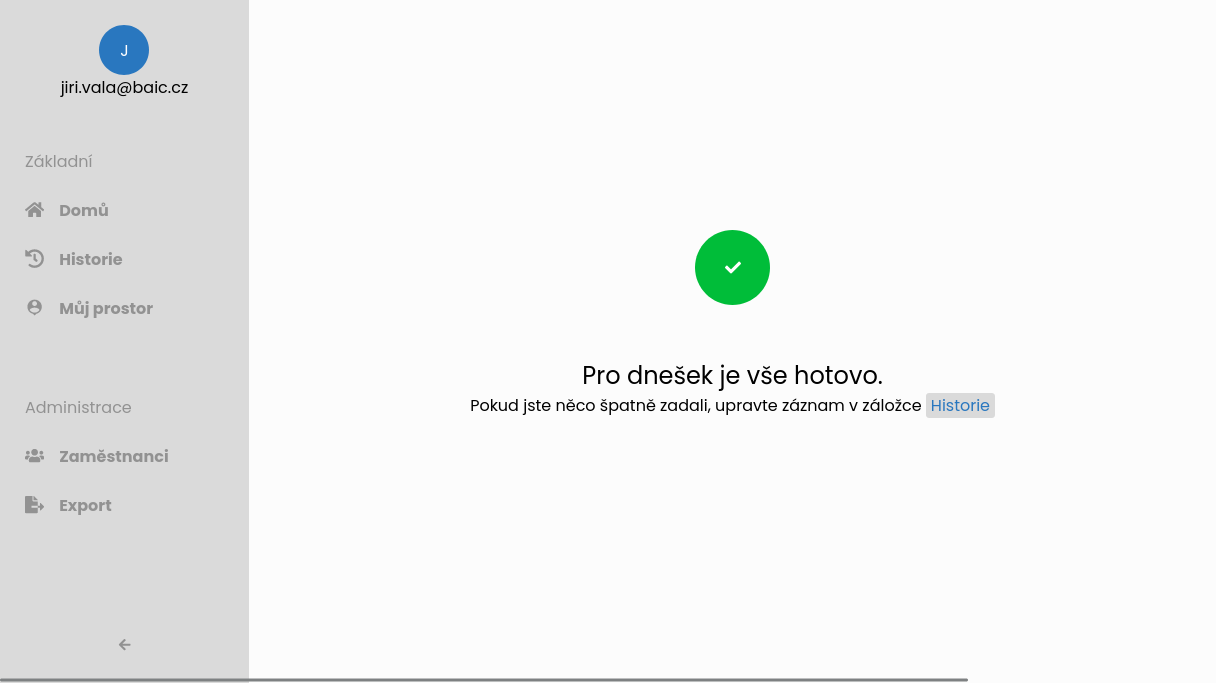 J
jiri.vala@baic.cz
Základní
Domů
Historie
Můj prostor
Administrace
Zaměstnanci
Export
Pro dnešek je vše hotovo.
Pokud jste něco špatně zadali, upravte záznam v záložce Historie